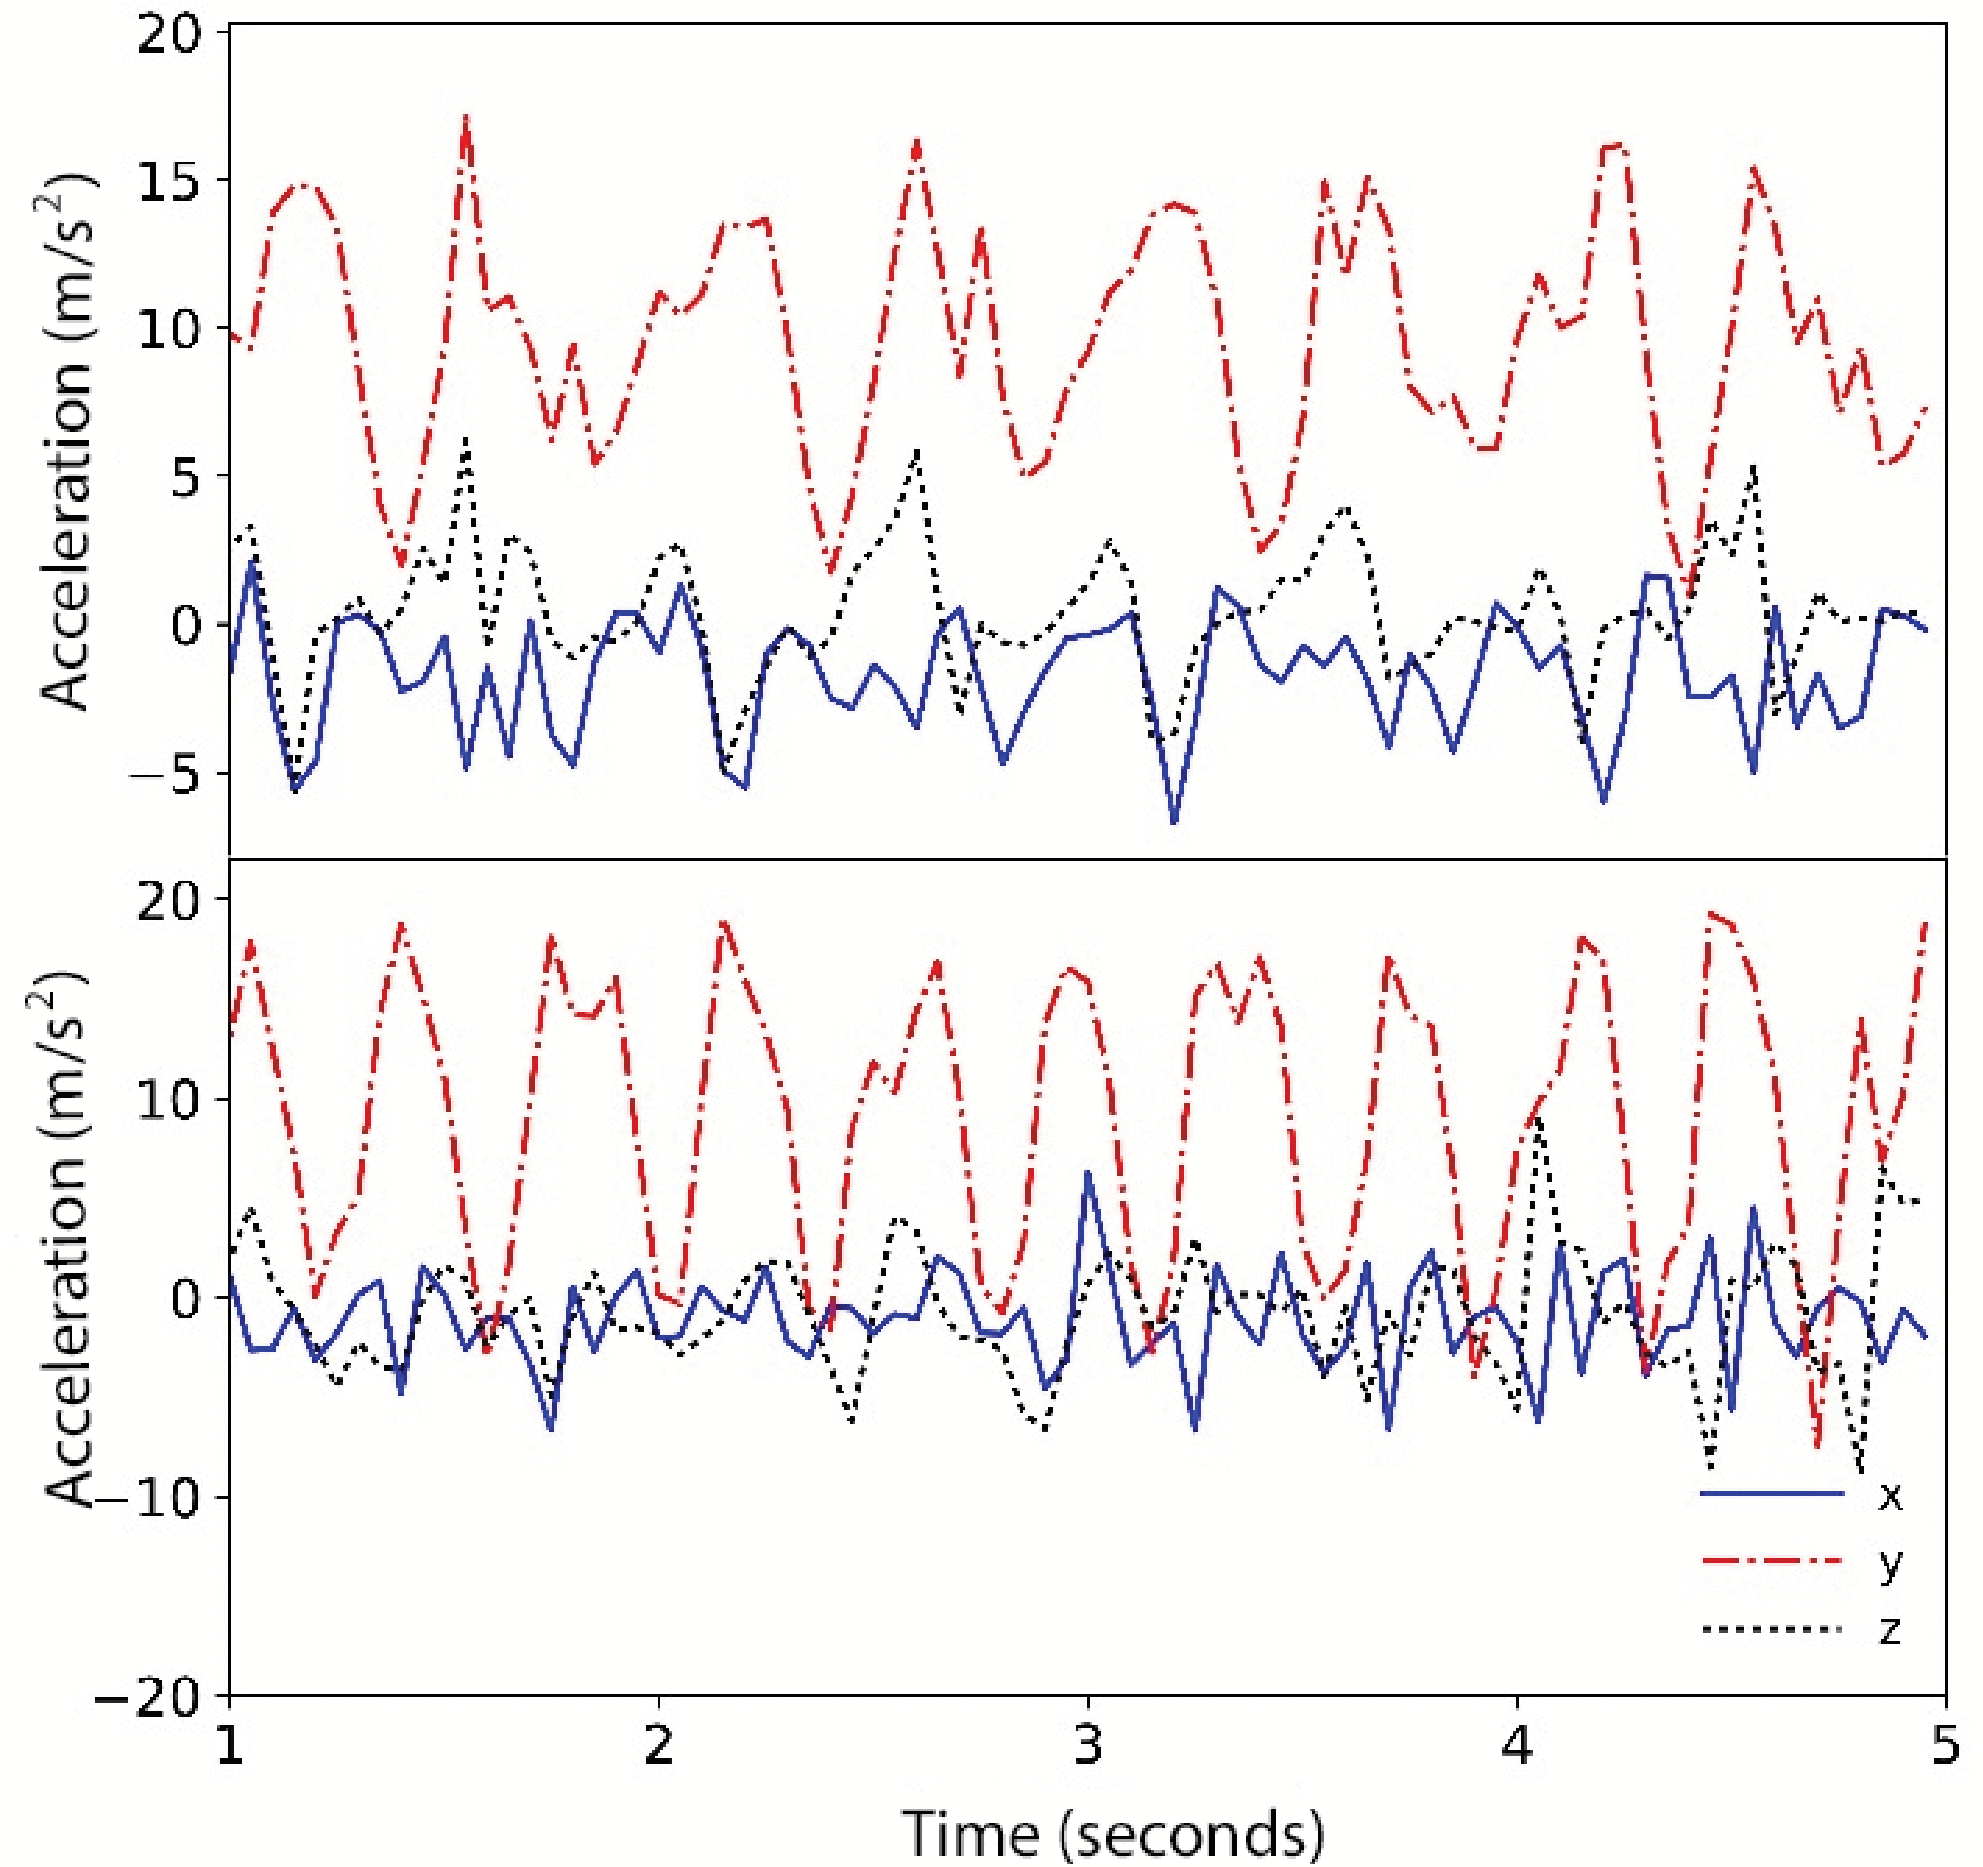 20
15
10
5
0
−5
Acceleration (m/s²)
20
10
0
−10
−20
Acceleration (m/s²)
x
y
z
1 2 3 4 5
Time (seconds)